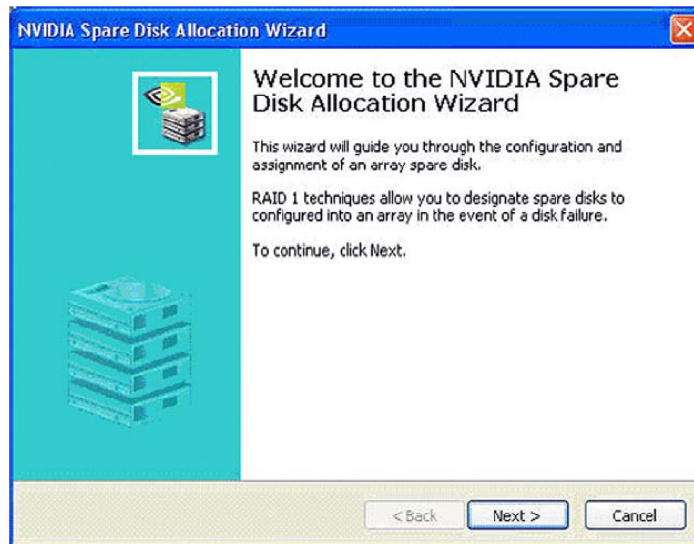 NVIDIA Spare Disk Allocation Wizard
Welcome to the NVIDIA Spare
Disk Allocation Wizard
This wizard will guide you through the configuration and
assignment of an array spare disk.
RAID 1 techniques allow you to designate spare disks to
configured into an array in the event of a disk failure.
To continue, click Next.
< Back
Next >
Cancel